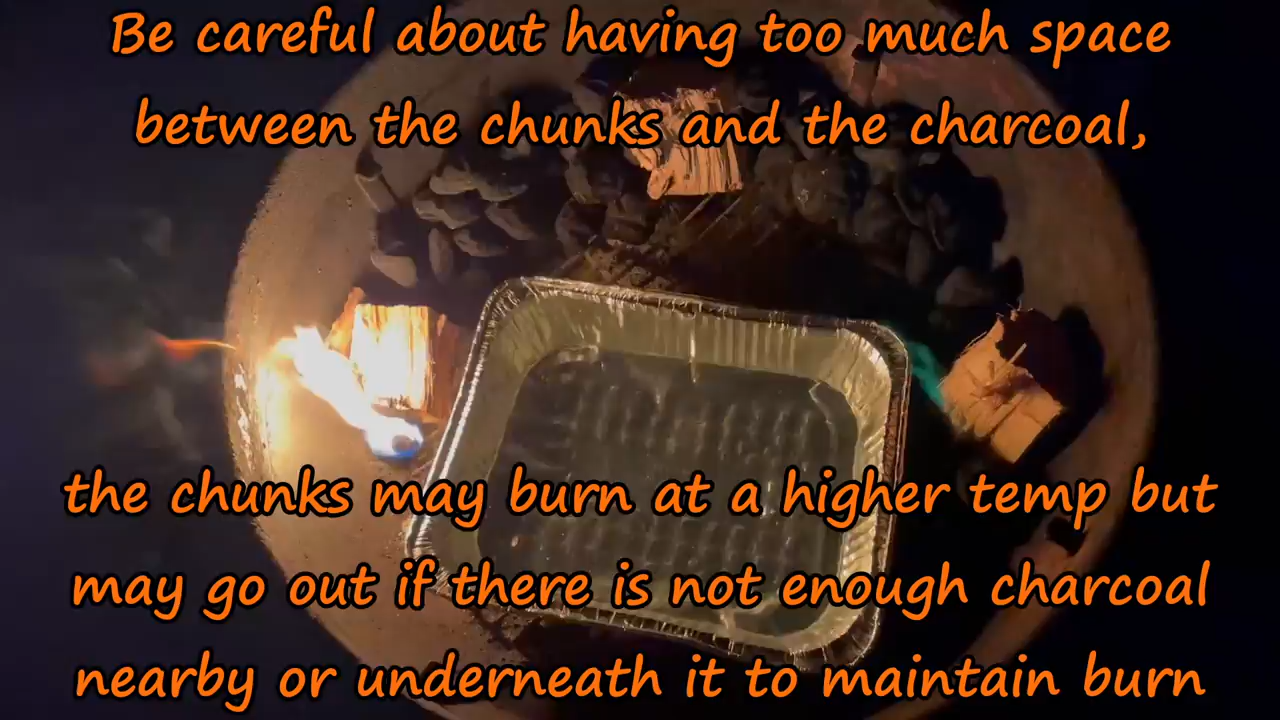 Be careful about having too much space
between the chunks and the charcoal,
the chunks may burn at a higher temp but
may go out if there is not enough charcoal
nearby or underneath it to maintain burn